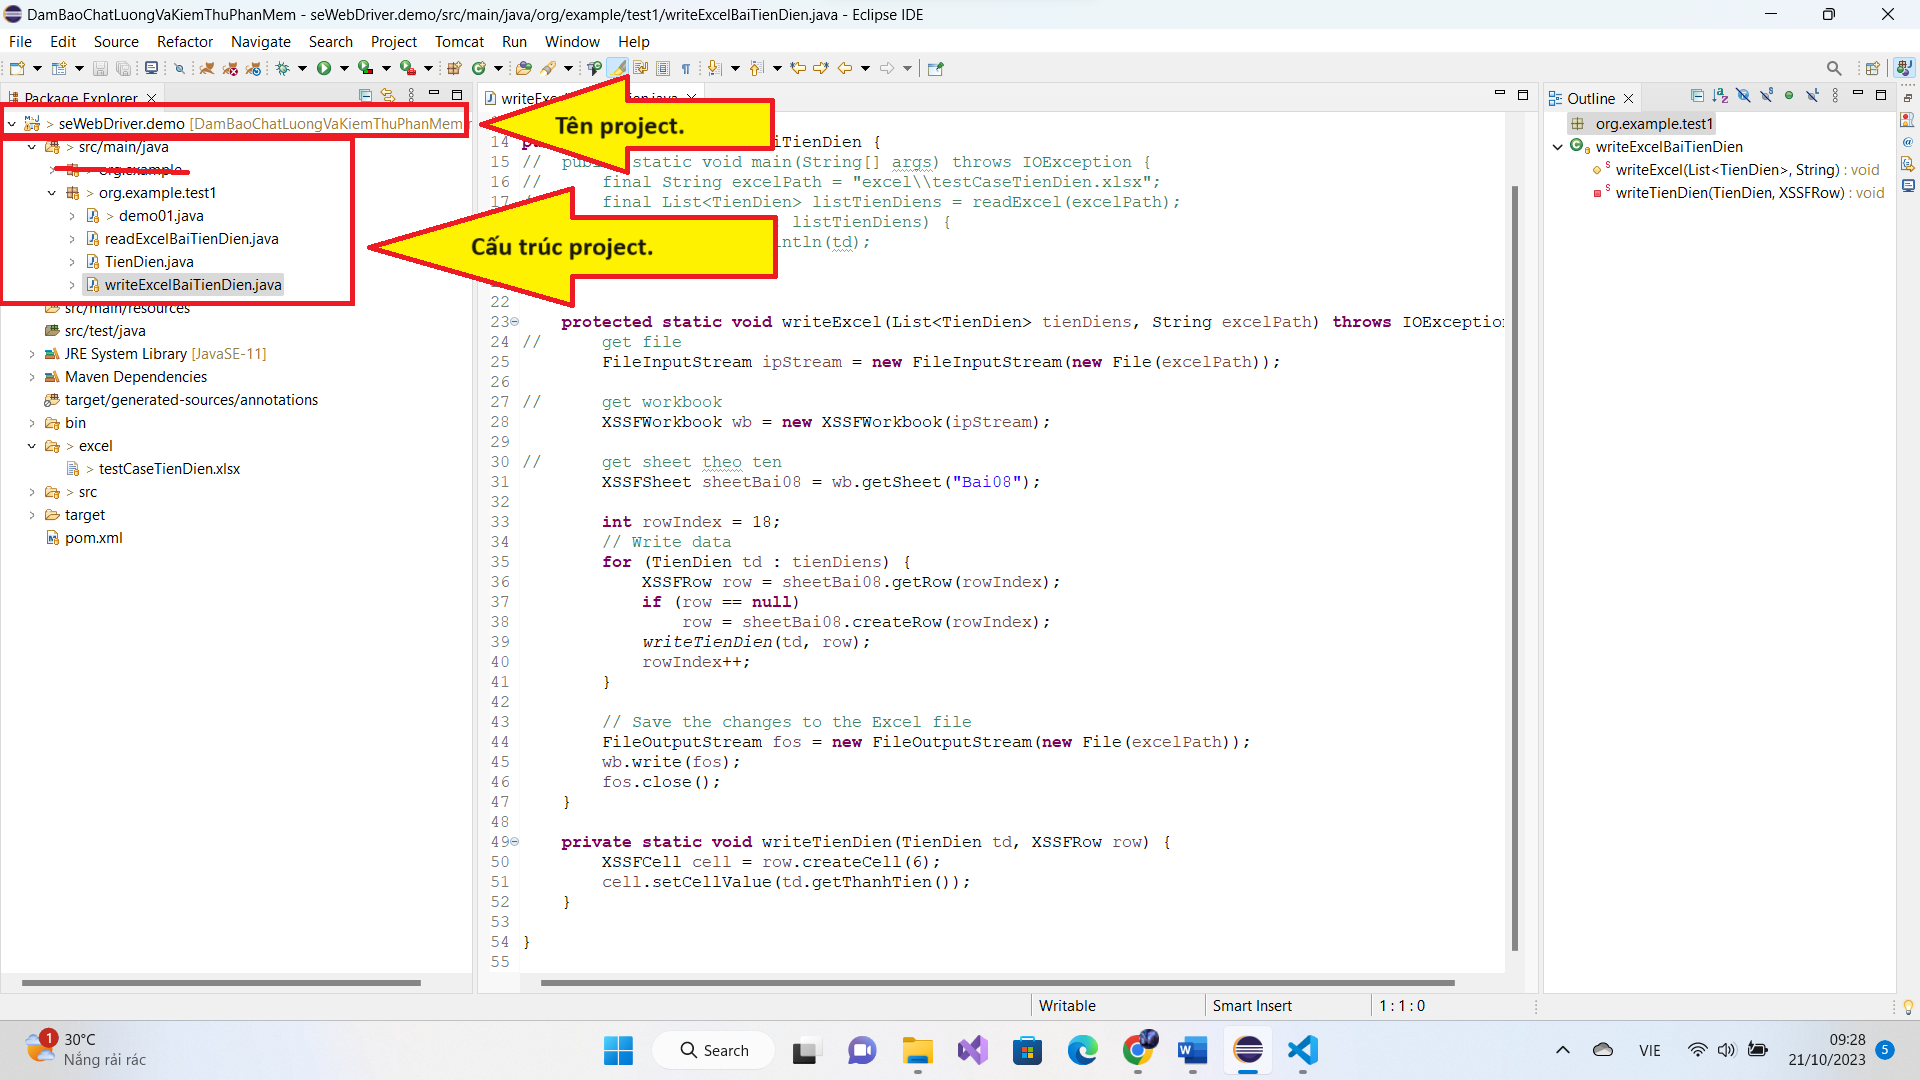 DamBaoChatLuongVaKiemThuPhanMem - seWebDriver.demo/src/main/java/org/example/test1/writeExcelBaiTienDien.java - Eclipse IDE
File Edit Source Refactor Navigate Search Project Tomcat Run Window Help
Package Explorer
> seWebDriver.demo [DamBaoChatLuongVaKiemThuPhanMem
> src/main/java
> org.example
> org.example.test1
> demo01.java
readExcelBaiTienDien.java
TienDien.java
writeExcelBaiTienDien.java
src/main/resources
src/test/java
JRE System Library [JavaSE-11]
Maven Dependencies
target/generated-sources/annotations
> bin
> excel
> testCaseTienDien.xlsx
> src
target
pom.xml
Tên project.
Cấu trúc project.
14 aiTienDien {
15 // static void main(String[] args) throws IOException {
16 // final String excelPath = "excel\\testCaseTienDien.xlsx";
17 final List<TienDien> listTienDiens = readExcel(excelPath);
listTienDiens) {
ntln(td);
22
23 protected static void writeExcel(List<TienDien> tienDiens, String excelPath) throws IOException
24 // get file
25 FileInputStream ipStream = new FileInputStream(new File(excelPath));
26
27 // get workbook
28 XSSFWorkbook wb = new XSSFWorkbook(ipStream);
29
30 // get sheet theo ten
31 XSSFSheet sheetBai08 = wb.getSheet("Bai08");
32
33 int rowIndex = 18;
34 // Write data
35 for (TienDien td : tienDiens) {
36 XSSFRow row = sheetBai08.getRow(rowIndex);
37 if (row == null)
38 row = sheetBai08.createRow(rowIndex);
39 writeTienDien(td, row);
40 rowIndex++;
41 }
42
43 // Save the changes to the Excel file
44 FileOutputStream fos = new FileOutputStream(new File(excelPath));
45 wb.write(fos);
46 fos.close();
47 }
48
49 private static void writeTienDien(TienDien td, XSSFRow row) {
50 XSSFCell cell = row.createCell(6);
51 cell.setCellValue(td.getThanhTien());
52 }
53
54 }
55
Outline
org.example.test1
writeExcelBaiTienDien
writeExcel(List<TienDien>, String) : void
writeTienDien(TienDien, XSSFRow) : void
Writable Smart Insert 1 : 1 : 0
1
30°C
Nắng rải rác
Search
VIE
09:28
21/10/2023
5